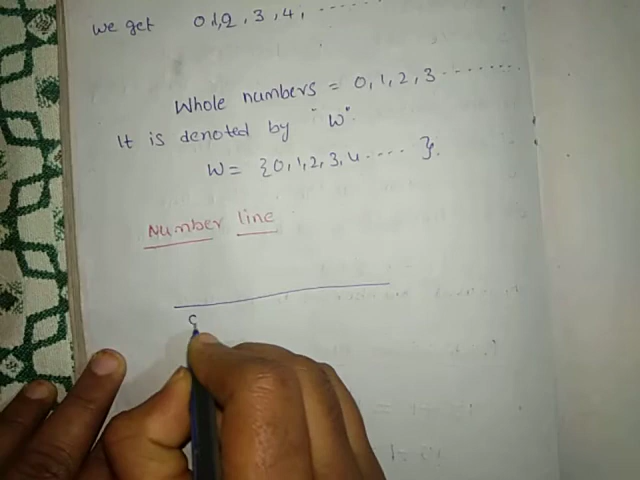 we get 0,1,2,3,4,.......
Whole numbers = 0,1,2,3........
It is denoted by "W".
W = {0,1,2,3,4.....}.
Number line